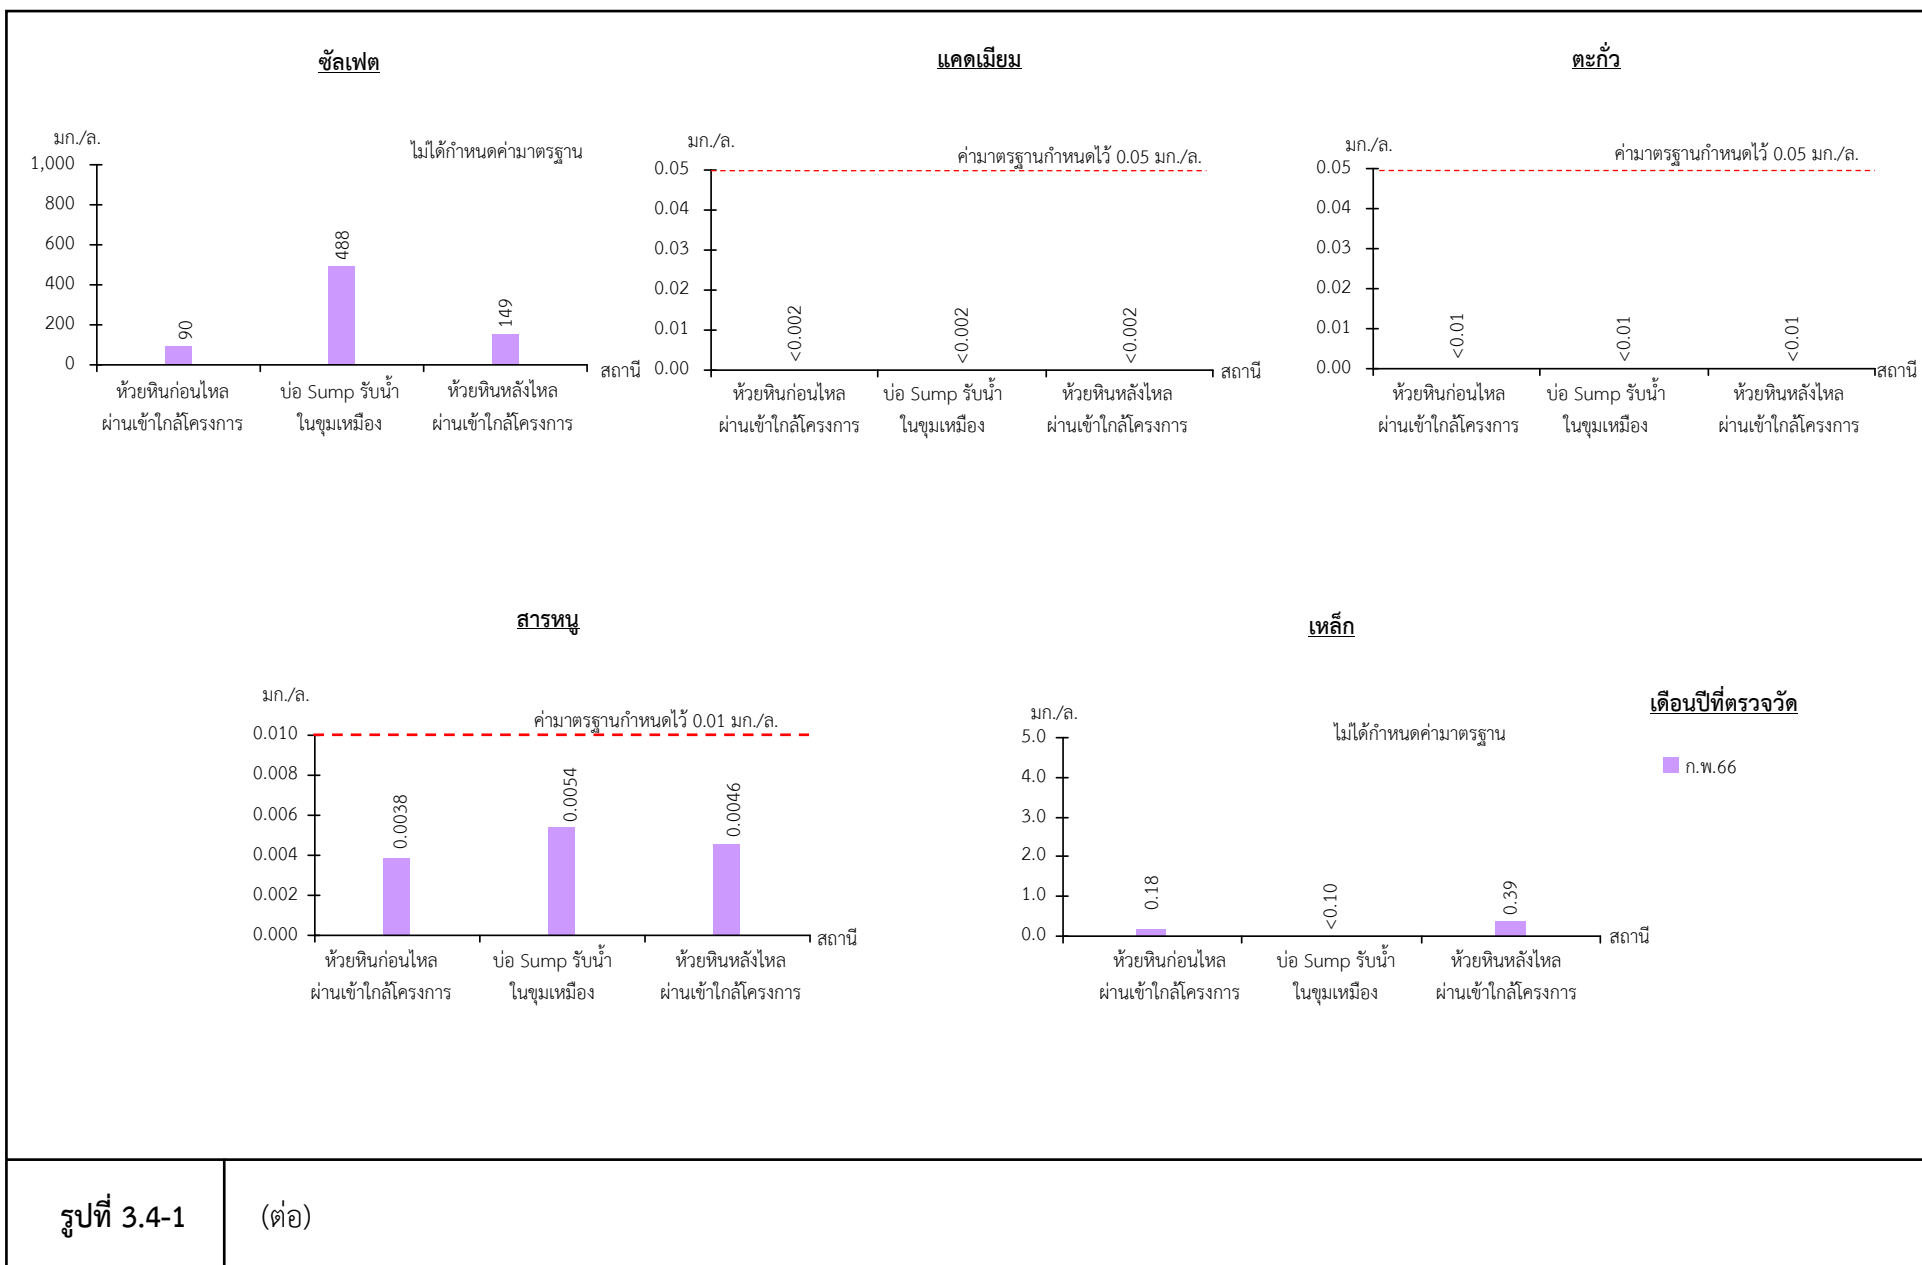 ซัลเฟต
มก./ล.
ไม่ได้กำหนดค่ามาตรฐาน
1,000
800
600
400
200
0
90
488
149
สถานี
ห้วยหินก่อนไหล
ผ่านเข้าใกล้โครงการ
บ่อ Sump รับน้ำ
ในขุมเหมือง
ห้วยหินหลังไหล
ผ่านเข้าใกล้โครงการ
แคดเมียม
มก./ล.
ค่ามาตรฐานกำหนดไว้ 0.05 มก./ล.
0.05
0.04
0.03
0.02
0.01
0.00
<0.002
<0.002
<0.002
สถานี
ห้วยหินก่อนไหล
ผ่านเข้าใกล้โครงการ
บ่อ Sump รับน้ำ
ในขุมเหมือง
ห้วยหินหลังไหล
ผ่านเข้าใกล้โครงการ
ตะกั่ว
มก./ล.
ค่ามาตรฐานกำหนดไว้ 0.05 มก./ล.
0.05
0.04
0.03
0.02
0.01
0.00
<0.01
<0.01
<0.01
สถานี
ห้วยหินก่อนไหล
ผ่านเข้าใกล้โครงการ
บ่อ Sump รับน้ำ
ในขุมเหมือง
ห้วยหินหลังไหล
ผ่านเข้าใกล้โครงการ
สารหนู
มก./ล.
ค่ามาตรฐานกำหนดไว้ 0.01 มก./ล.
0.010
0.008
0.006
0.004
0.002
0.000
0.0038
0.0054
0.0046
สถานี
ห้วยหินก่อนไหล
ผ่านเข้าใกล้โครงการ
บ่อ Sump รับน้ำ
ในขุมเหมือง
ห้วยหินหลังไหล
ผ่านเข้าใกล้โครงการ
เหล็ก
มก./ล.
ไม่ได้กำหนดค่ามาตรฐาน
5.0
4.0
3.0
2.0
1.0
0.0
0.18
<0.10
0.39
สถานี
ห้วยหินก่อนไหล
ผ่านเข้าใกล้โครงการ
บ่อ Sump รับน้ำ
ในขุมเหมือง
ห้วยหินหลังไหล
ผ่านเข้าใกล้โครงการ
เดือนปีที่ตรวจวัด
ก.พ.66
รูปที่ 3.4-1
(ต่อ)